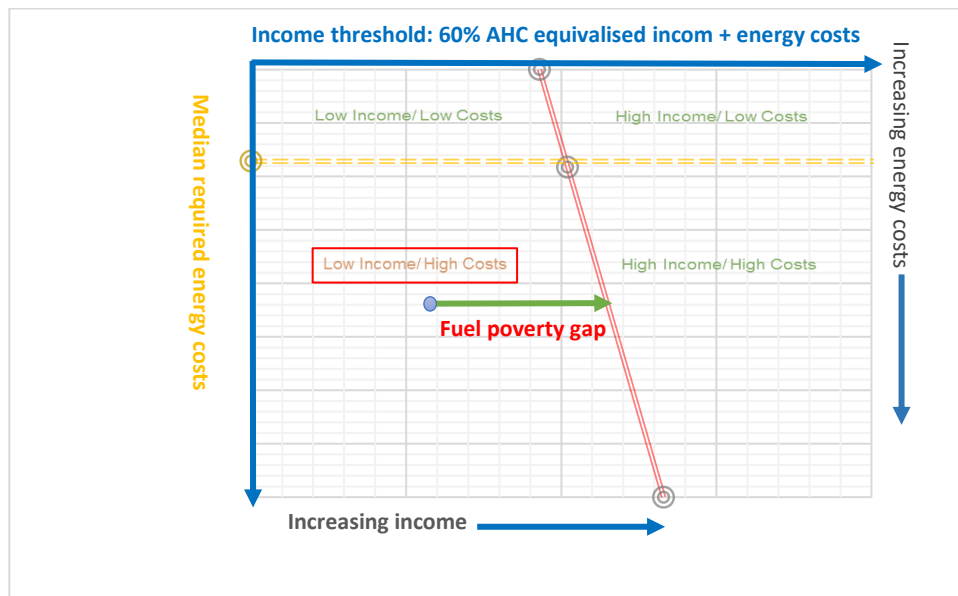 Income threshold: 60% AHC equivalised incom + energy costs
Increasing energy costs
Median required energy costs
Low Income/ Low Costs
High Income/ Low Costs
Low Income/ High Costs
High Income/ High Costs
Fuel poverty gap
Increasing income